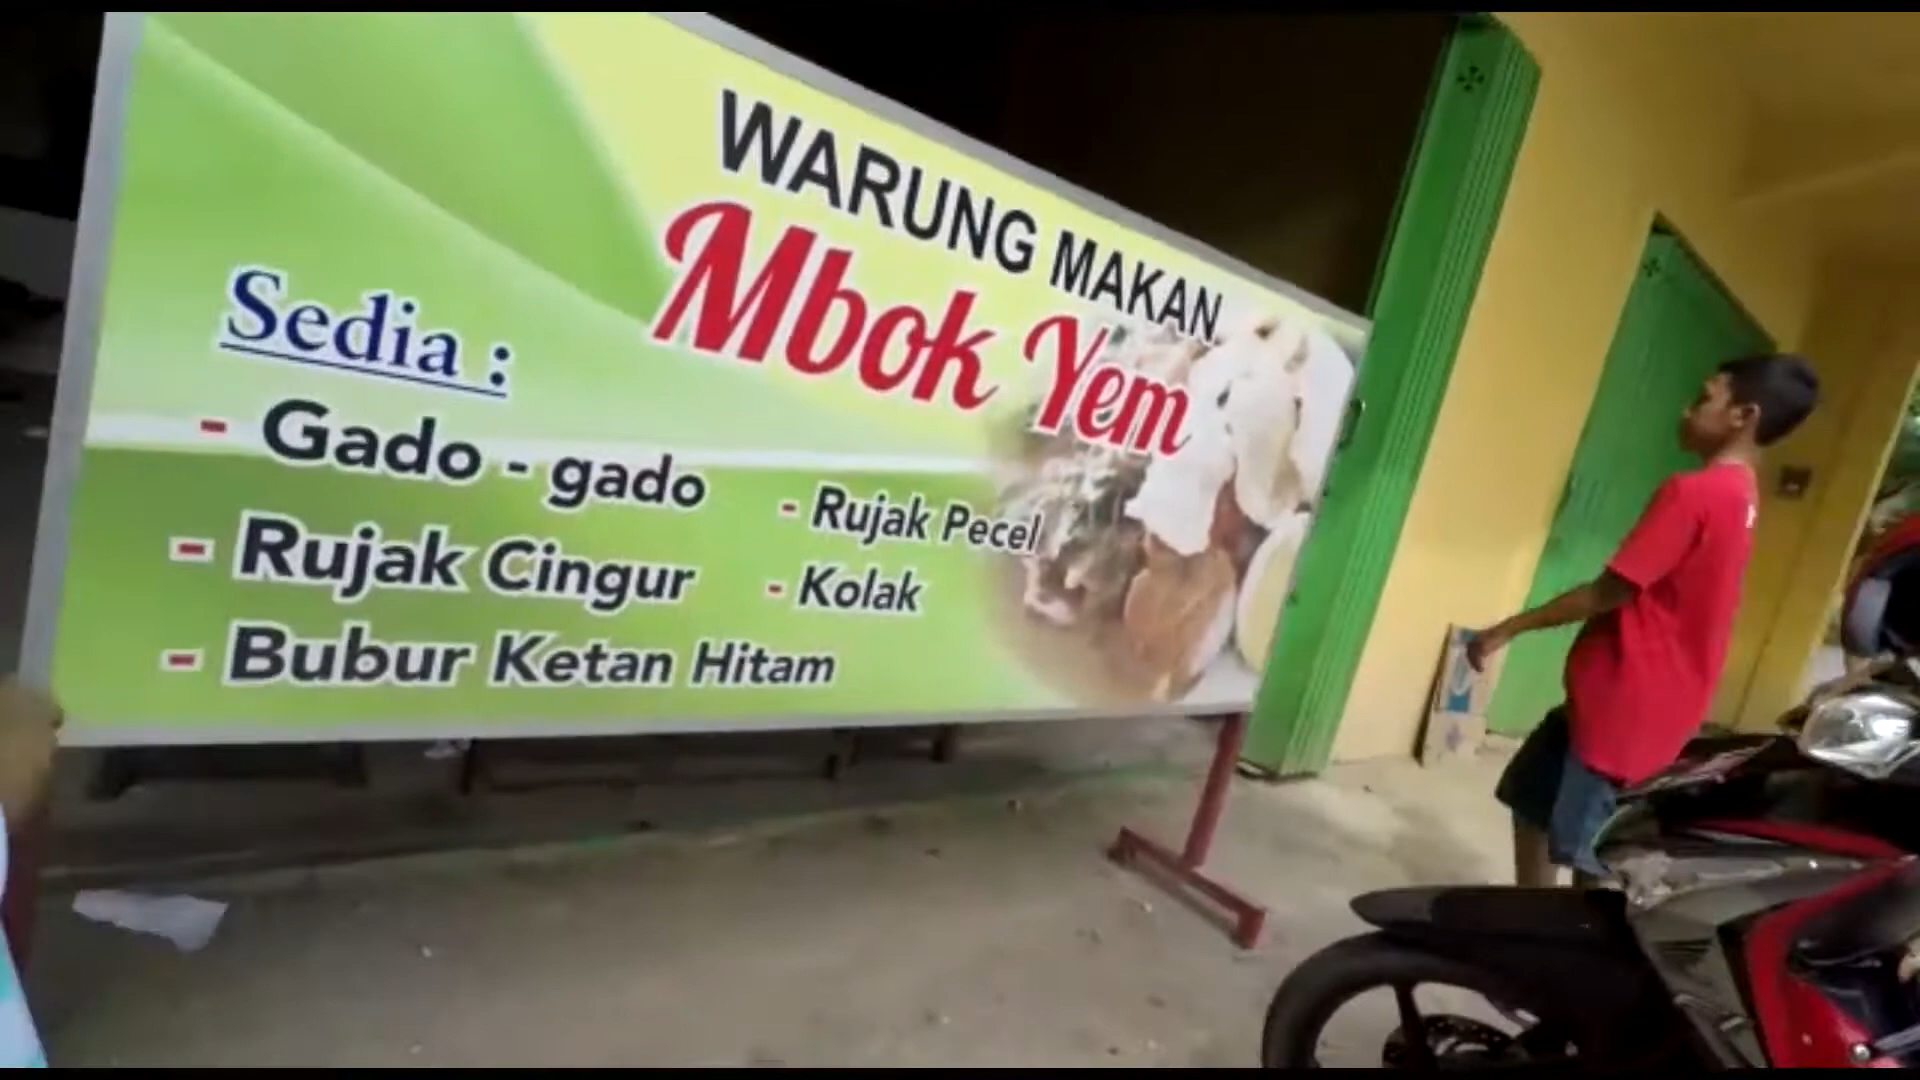 WARUNG MAKAN
Mbok Yem
Sedia :
- Gado - gado
- Rujak Cingur
- Bubur Ketan Hitam
- Rujak Pecel
- Kolak